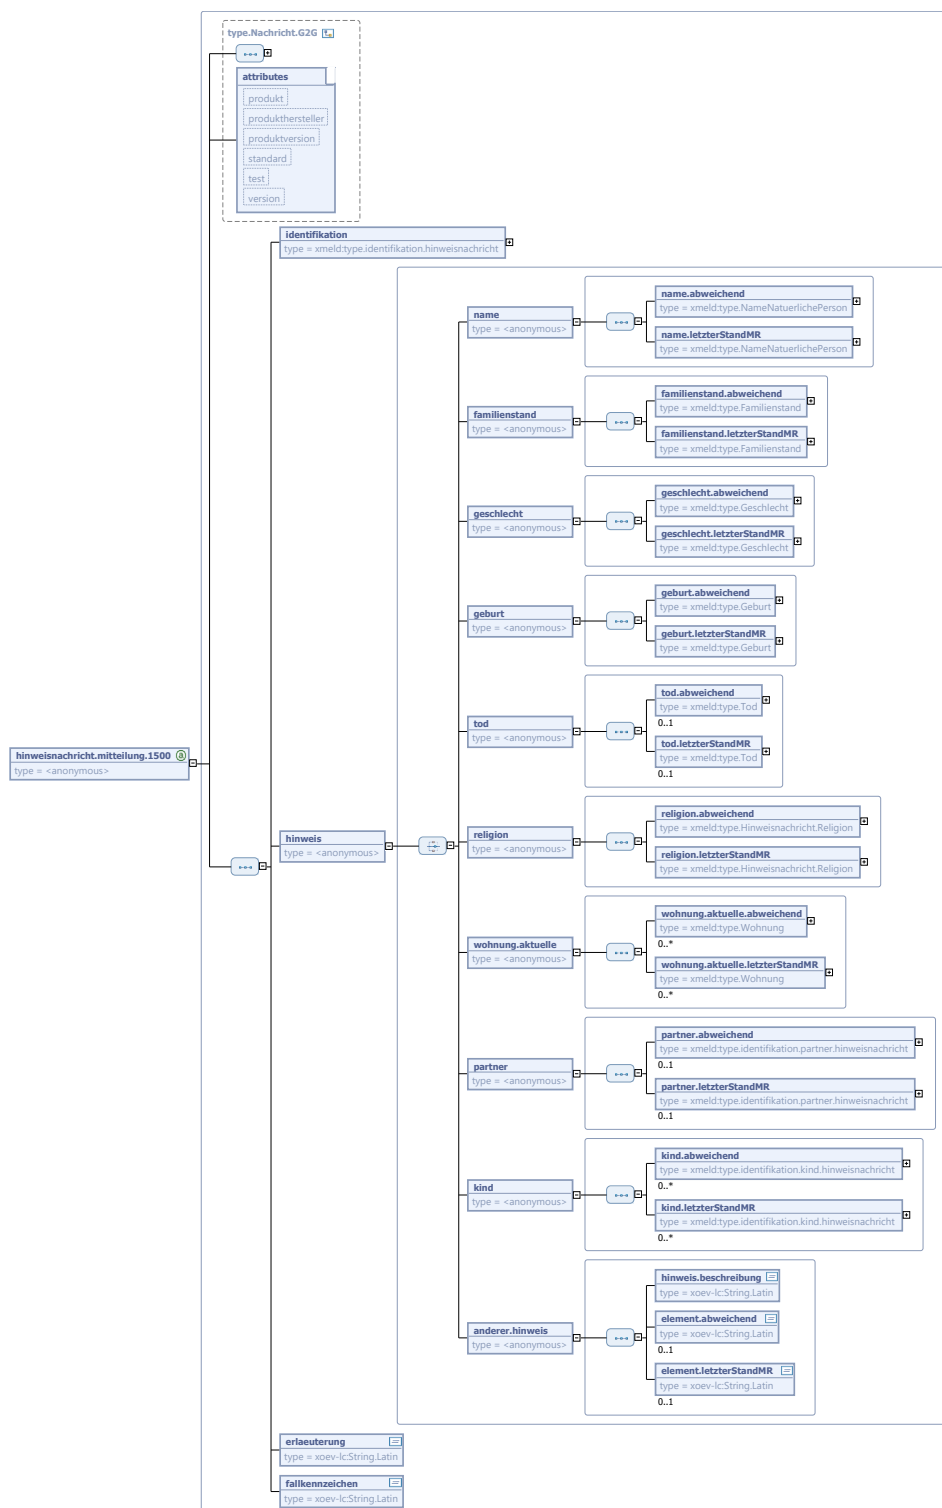 type.Nachricht.G2G
attributes
produkt
produkthersteller
produktversion
standard
test
version
identifikation
type = xmeld:type.identifikation.hinweisnachricht
name
type = <anonymous>
name.abweichend
type = xmeld:type.NameNatuerlichePerson
name.letzterStandMR
type = xmeld:type.NameNatuerlichePerson
familienstand
type = <anonymous>
familienstand.abweichend
type = xmeld:type.Familienstand
familienstand.letzterStandMR
type = xmeld:type.Familienstand
geschlecht
type = <anonymous>
geschlecht.abweichend
type = xmeld:type.Geschlecht
geschlecht.letzterStandMR
type = xmeld:type.Geschlecht
geburt
type = <anonymous>
geburt.abweichend
type = xmeld:type.Geburt
geburt.letzterStandMR
type = xmeld:type.Geburt
tod
type = <anonymous>
tod.abweichend
type = xmeld:type.Tod
0..1
tod.letzterStandMR
type = xmeld:type.Tod
0..1
hinweisnachricht.mitteilung.1500 a
type = <anonymous>
hinweis
type = <anonymous>
religion
type = <anonymous>
religion.abweichend
type = xmeld:type.Hinweisnachricht.Religion
religion.letzterStandMR
type = xmeld:type.Hinweisnachricht.Religion
wohnung.aktuelle
type = <anonymous>
wohnung.aktuelle.abweichend
type = xmeld:type.Wohnung
0..*
wohnung.aktuelle.letzterStandMR
type = xmeld:type.Wohnung
0..*
partner
type = <anonymous>
partner.abweichend
type = xmeld:type.identifikation.partner.hinweisnachricht
0..1
partner.letzterStandMR
type = xmeld:type.identifikation.partner.hinweisnachricht
0..1
kind
type = <anonymous>
kind.abweichend
type = xmeld:type.identifikation.kind.hinweisnachricht
0..*
kind.letzterStandMR
type = xmeld:type.identifikation.kind.hinweisnachricht
0..*
anderer.hinweis
type = <anonymous>
hinweis.beschreibung
type = xoev-lc:String.Latin
element.abweichend
type = xoev-lc:String.Latin
0..1
element.letzterStandMR
type = xoev-lc:String.Latin
0..1
erlaeuterung
type = xoev-lc:String.Latin
fallkennzeichen
type = xoev-lc:String.Latin